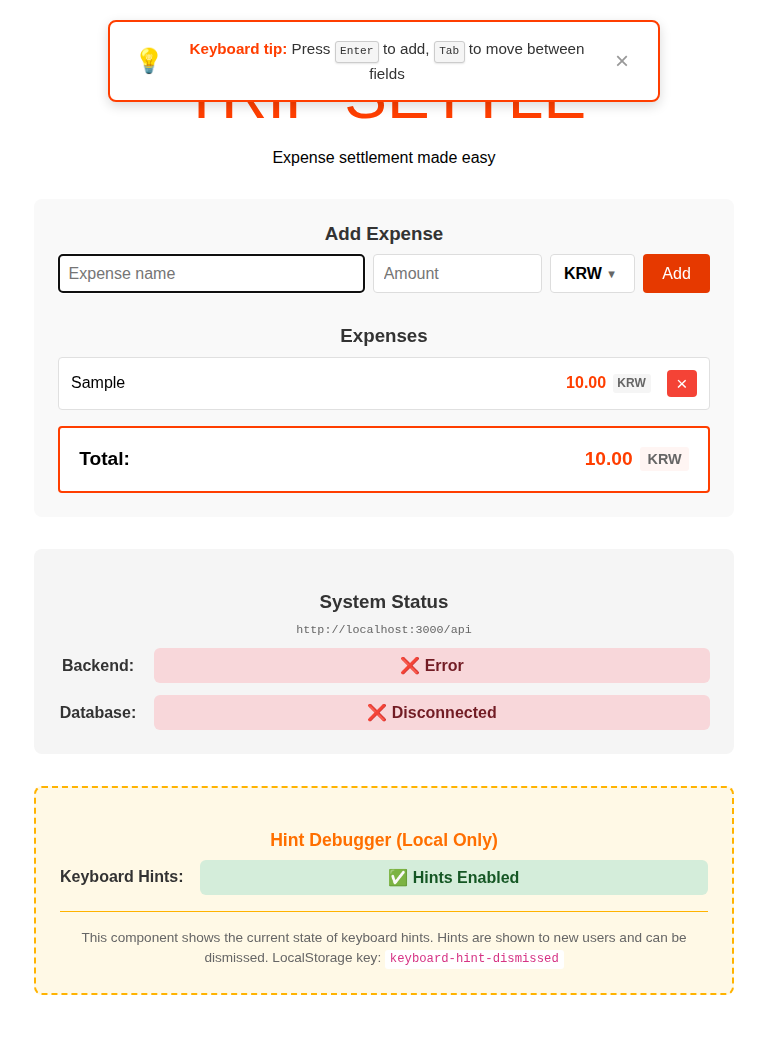 💡 Keyboard tip: Press Enter to add, Tab to move between
fields ×
TRIP SETTLE
Expense settlement made easy
Add Expense
Expense name Amount KRW ▼ Add
Expenses
Sample 10.00 KRW ×
Total: 10.00 KRW
System Status
http://localhost:3000/api
Backend: ❌ Error
Database: ❌ Disconnected
Hint Debugger (Local Only)
Keyboard Hints: ✅ Hints Enabled
This component shows the current state of keyboard hints. Hints are shown to new users and can be
dismissed. LocalStorage key: keyboard-hint-dismissed